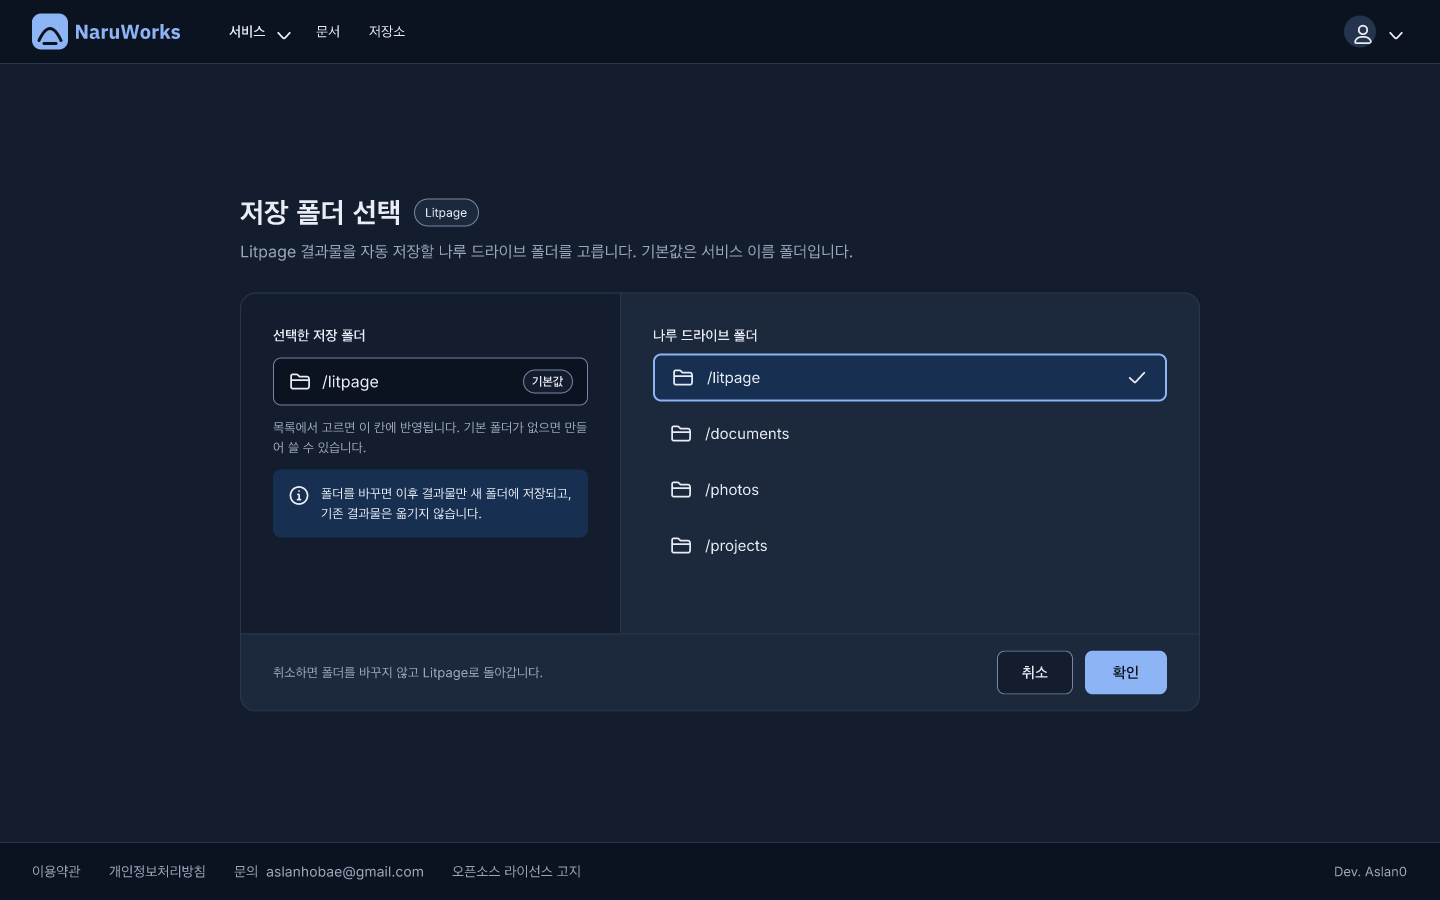 NaruWorks
서비스
문서
저장소
저장 폴더 선택
Litpage
Litpage 결과물을 자동 저장할 나루 드라이브 폴더를 고릅니다. 기본값은 서비스 이름 폴더입니다.
선택한 저장 폴더
/litpage
기본값
목록에서 고르면 이 칸에 반영됩니다. 기본 폴더가 없으면 만들
어 쓸 수 있습니다.
폴더를 바꾸면 이후 결과물만 새 폴더에 저장되고,
기존 결과물은 옮기지 않습니다.
나루 드라이브 폴더
/litpage
/documents
/photos
/projects
취소하면 폴더를 바꾸지 않고 Litpage로 돌아갑니다.
취소
확인
이용약관
개인정보처리방침
문의 aslanhobae@gmail.com
오픈소스 라이선스 고지
Dev. Aslan0